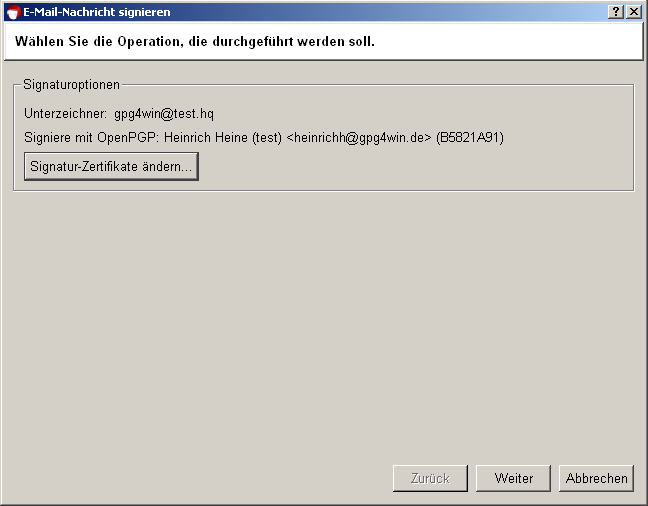 E-Mail-Nachricht signieren
Wählen Sie die Operation, die durchgeführt werden soll.
Signaturoptionen
Unterzeichner: gpg4win@test.hq
Signiere mit OpenPGP: Heinrich Heine (test) <heinrichh@gpg4win.de> (B5821A91)
Signatur-Zertifikate ändern...
Zurück Weiter Abbrechen